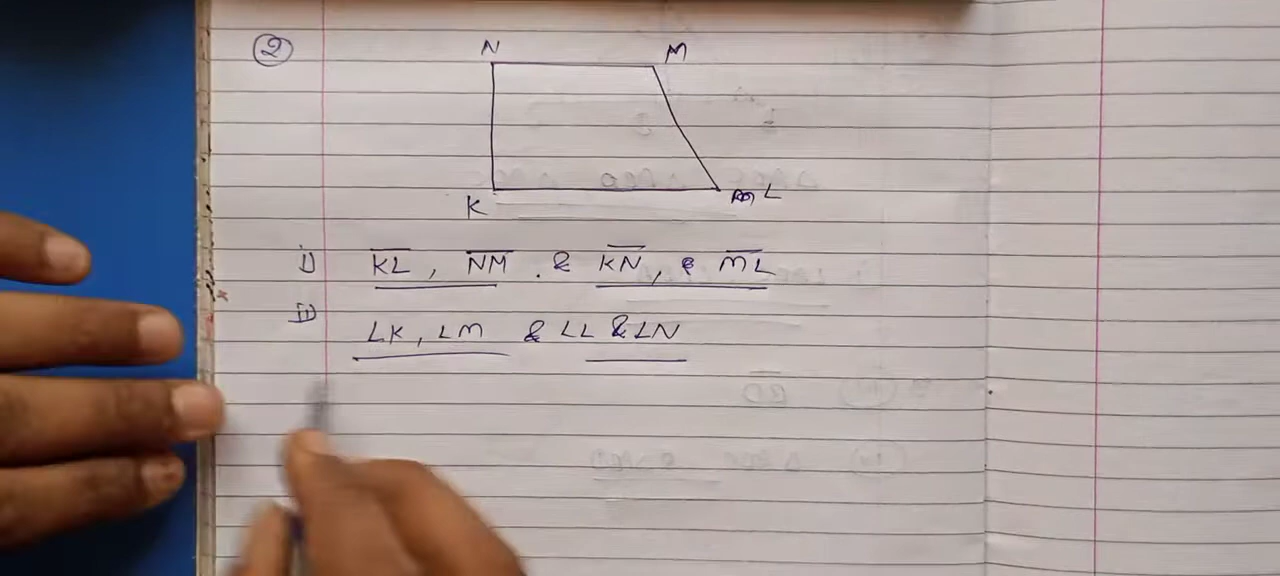 ②
N M
K L
i) KL, NM. & KN, & ML
ii)
∠K, ∠M & ∠L & ∠N